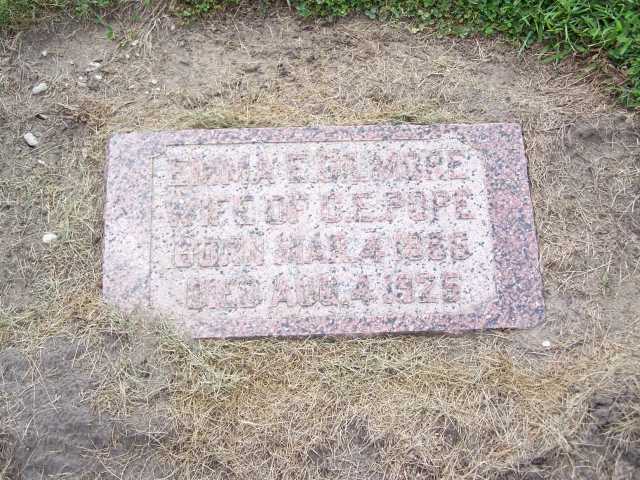 EMMA E. GILMORE
WIFE OF C.E. POPE
BORN MAR. 4 1866
DIED AUG. 4 1925